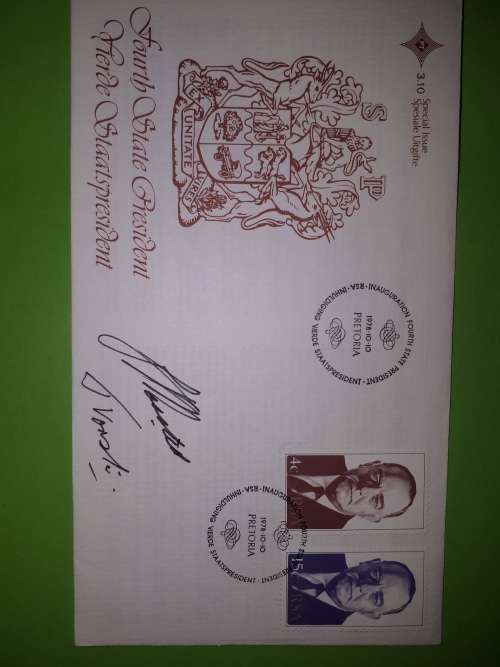 3.10 Special Issue
Spesiale Uitgifte
S P
UNITATE VIRES
Fourth State President
Vierde Staatspresident
INAUGURATION FOURTH STATE PRESIDENT · RSA · INHULDIGING VIERDE STAATSPRESIDENT ·
1978·10·10
PRETORIA
4c
15c
RSA
INAUGURATION FOURTH STATE PRESIDENT · RSA · INHULDIGING VIERDE STAATSPRESIDENT ·
1978·10·10
PRETORIA